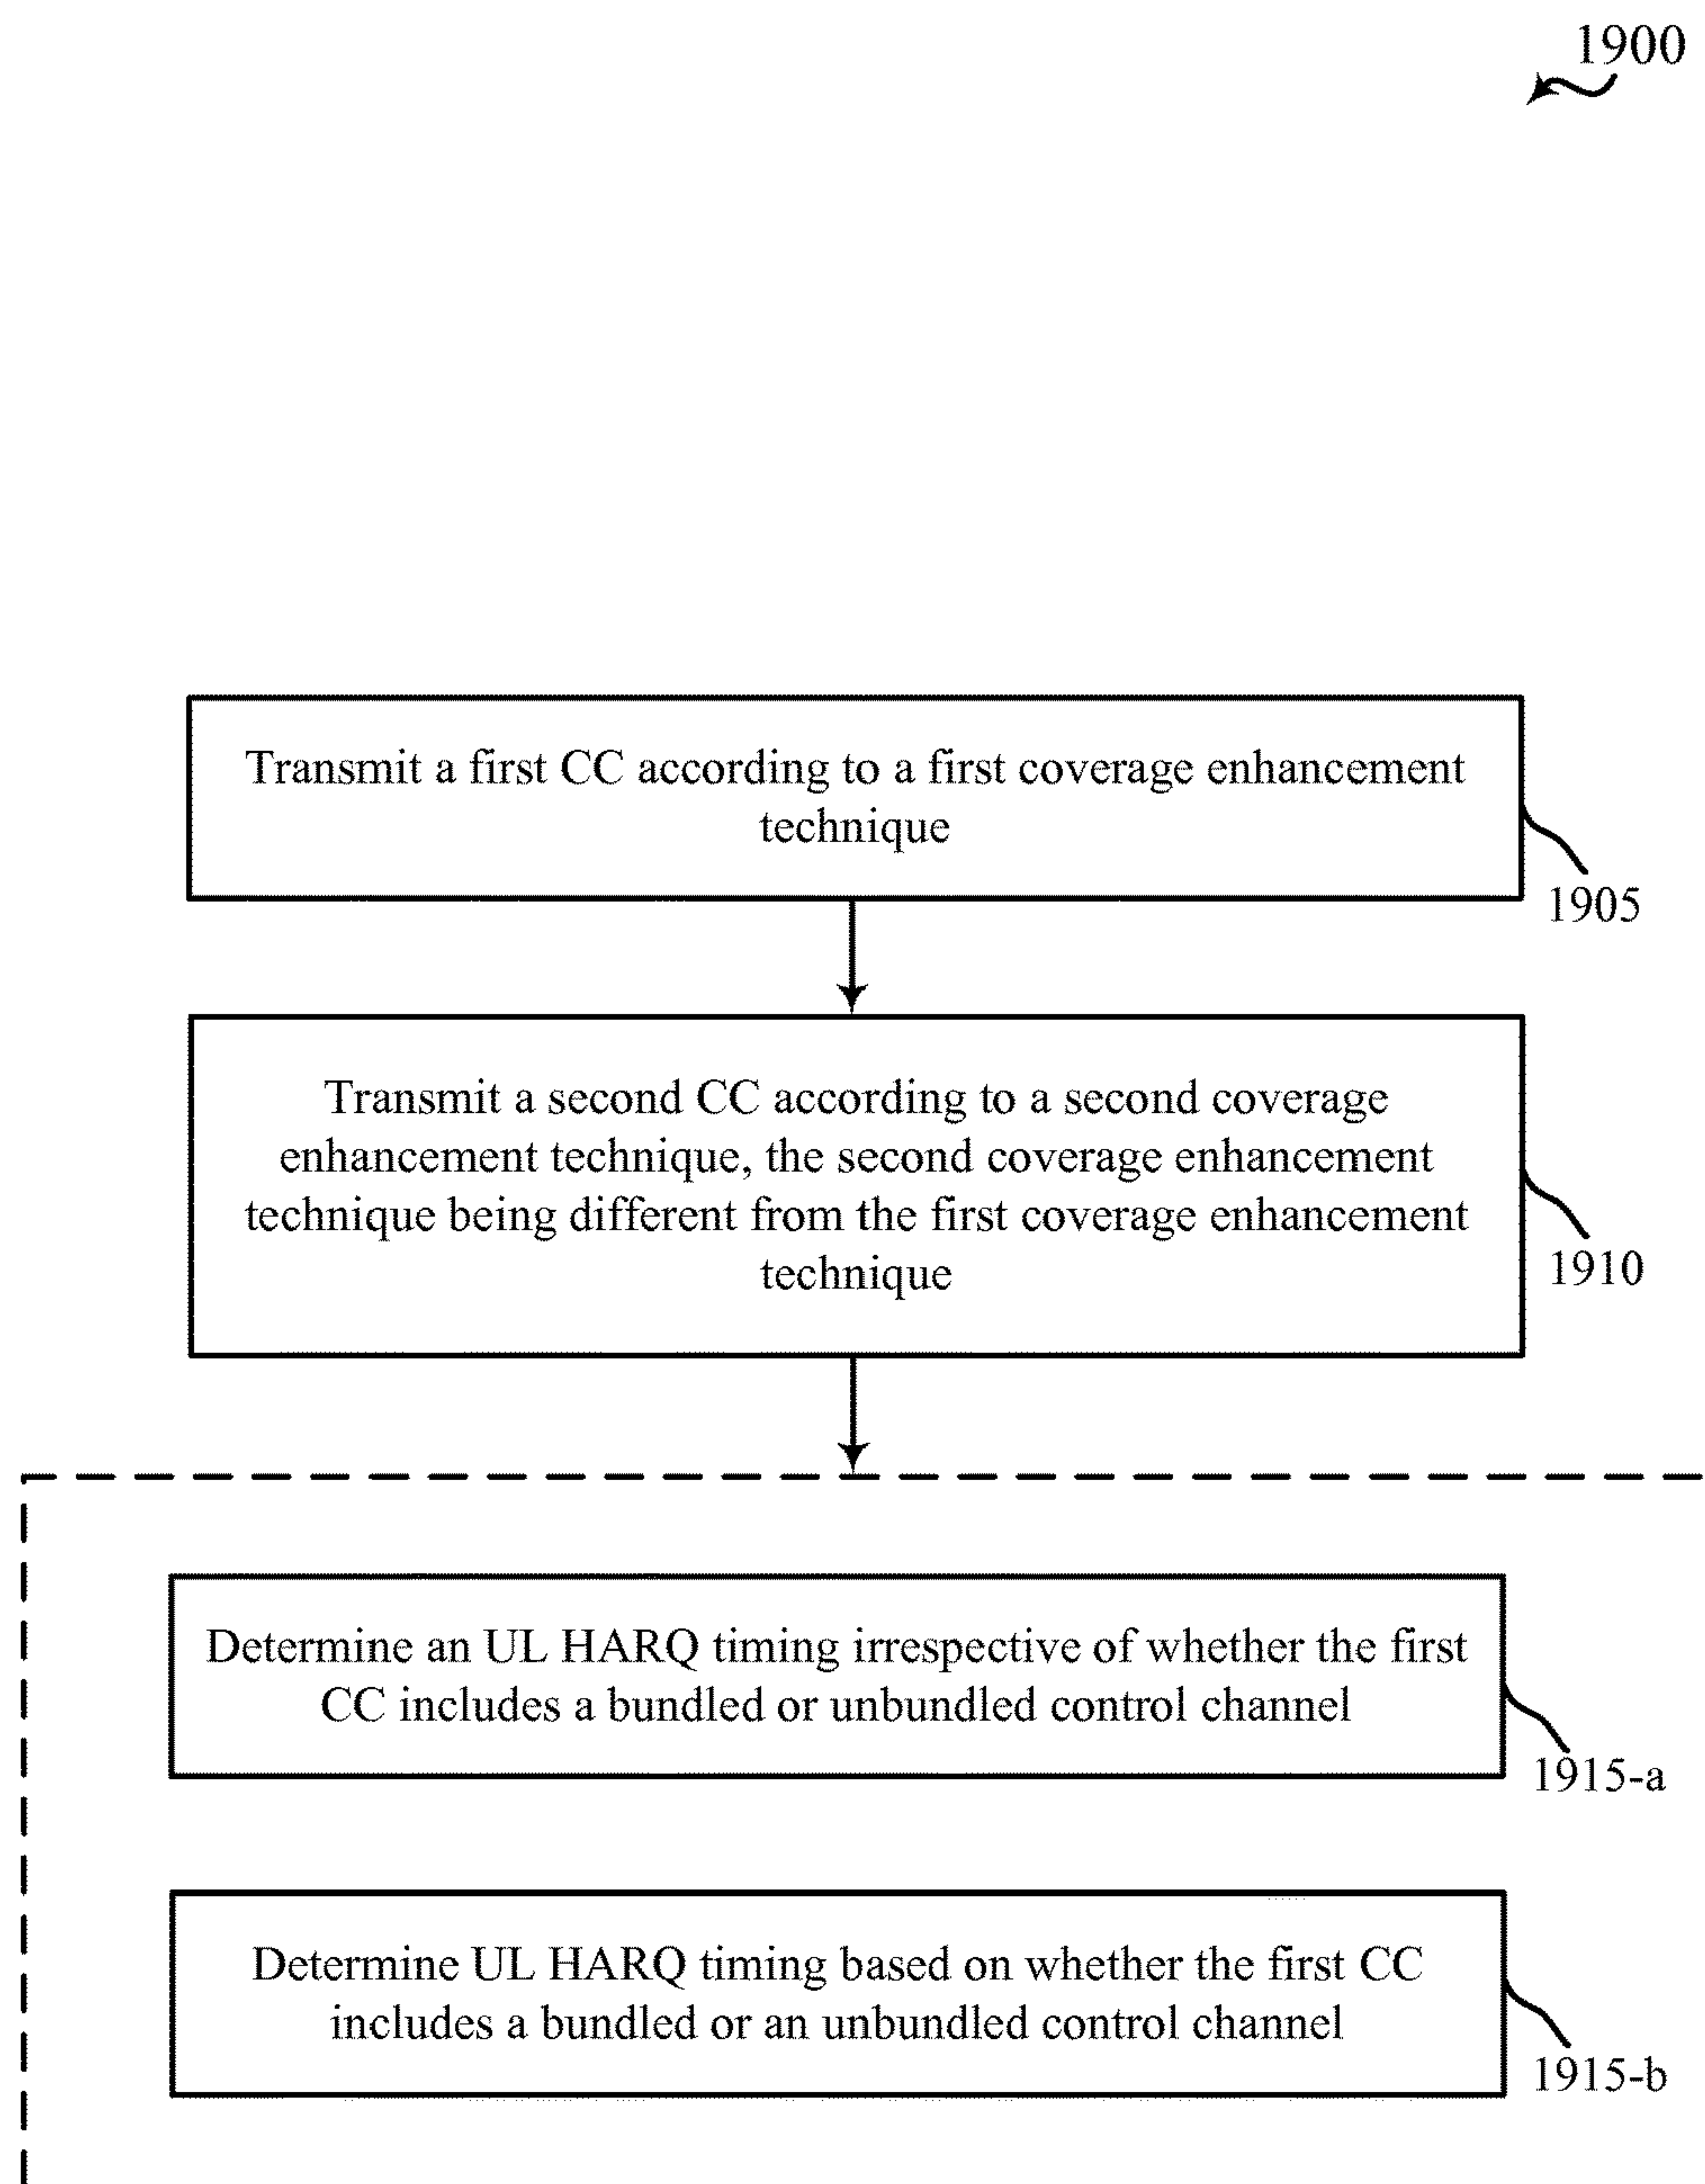 1900
Transmit a first CC according to a first coverage enhancement
technique
1905
Transmit a second CC according to a second coverage
enhancement technique, the second coverage enhancement
technique being different from the first coverage enhancement
technique
1910
Determine an UL HARQ timing irrespective of whether the first
CC includes a bundled or unbundled control channel
1915-a
Determine UL HARQ timing based on whether the first CC
includes a bundled or an unbundled control channel
1915-b